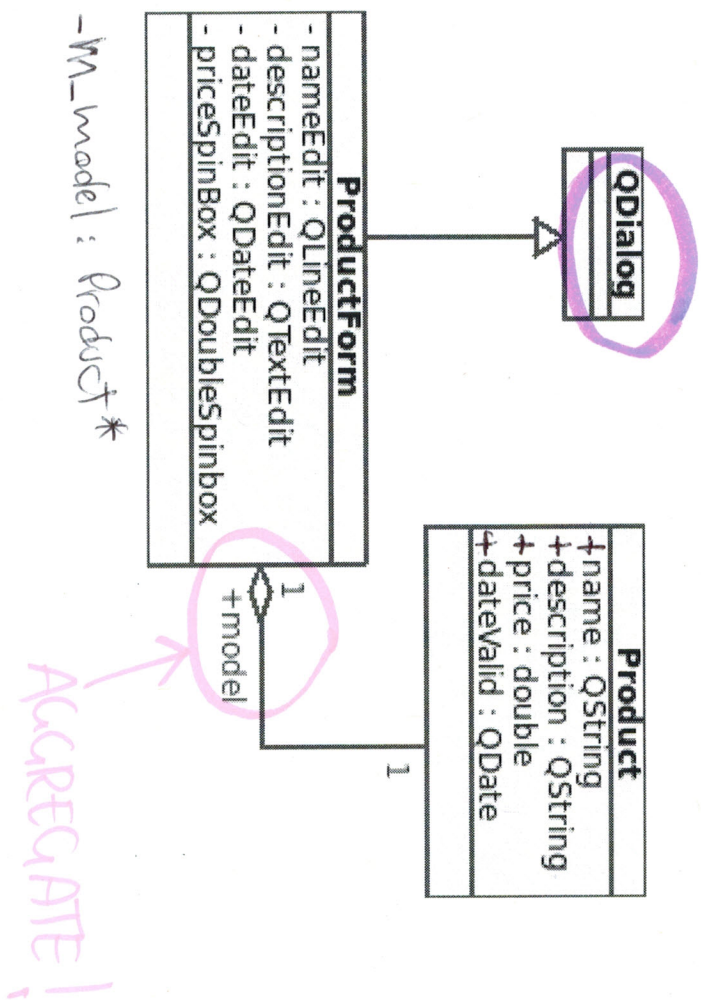 QDialog
ProductForm
- nameEdit : QLineEdit
- descriptionEdit : QTextEdit
- dateEdit : QDateEdit
- priceSpinBox : QDoubleSpinbox
-m_model : Product*
Product
+name : QString
+description : QString
+price : double
+dateValid : QDate
1
+model
1
AGGREGATE!